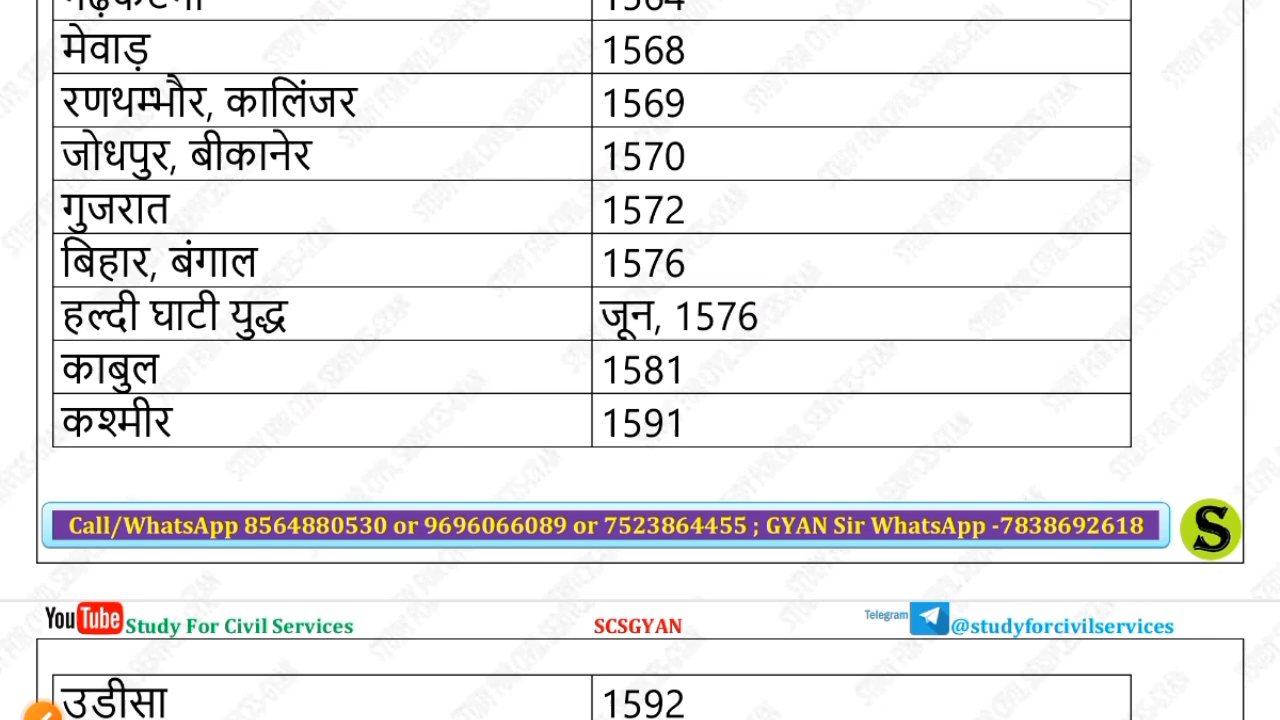 1564
मेवाड़ 1568
रणथम्भौर, कालिंजर 1569
जोधपुर, बीकानेर 1570
गुजरात 1572
बिहार, बंगाल 1576
हल्दी घाटी युद्ध जून, 1576
काबुल 1581
कश्मीर 1591
Call/WhatsApp 8564880530 or 9696066089 or 7523864455 ; GYAN Sir WhatsApp -7838692618
S
YouTube Study For Civil Services SCSGYAN Telegram @studyforcivilservices
उडीसा 1592